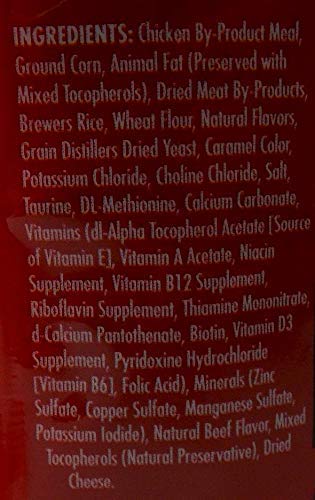 INGREDIENTS: Chicken By-Product Meal,
Ground Corn, Animal Fat (Preserved with
Mixed Tocopherols), Dried Meat By-Products,
Brewers Rice, Wheat Flour, Natural Flavors,
Grain Distillers Dried Yeast, Caramel Color,
Potassium Chloride, Choline Chloride, Salt,
Taurine, DL-Methionine, Calcium Carbonate,
Vitamins (dl-Alpha Tocopherol Acetate [Source
of Vitamin E], Vitamin A Acetate, Niacin
Supplement, Vitamin B12 Supplement,
Riboflavin Supplement, Thiamine Mononitrate,
d-Calcium Pantothenate, Biotin, Vitamin D3
Supplement, Pyridoxine Hydrochloride
[Vitamin B6], Folic Acid), Minerals (Zinc
Sulfate, Copper Sulfate, Manganese Sulfate,
Potassium Iodide), Natural Beef Flavor, Mixed
Tocopherols (Natural Preservative), Dried
Cheese.